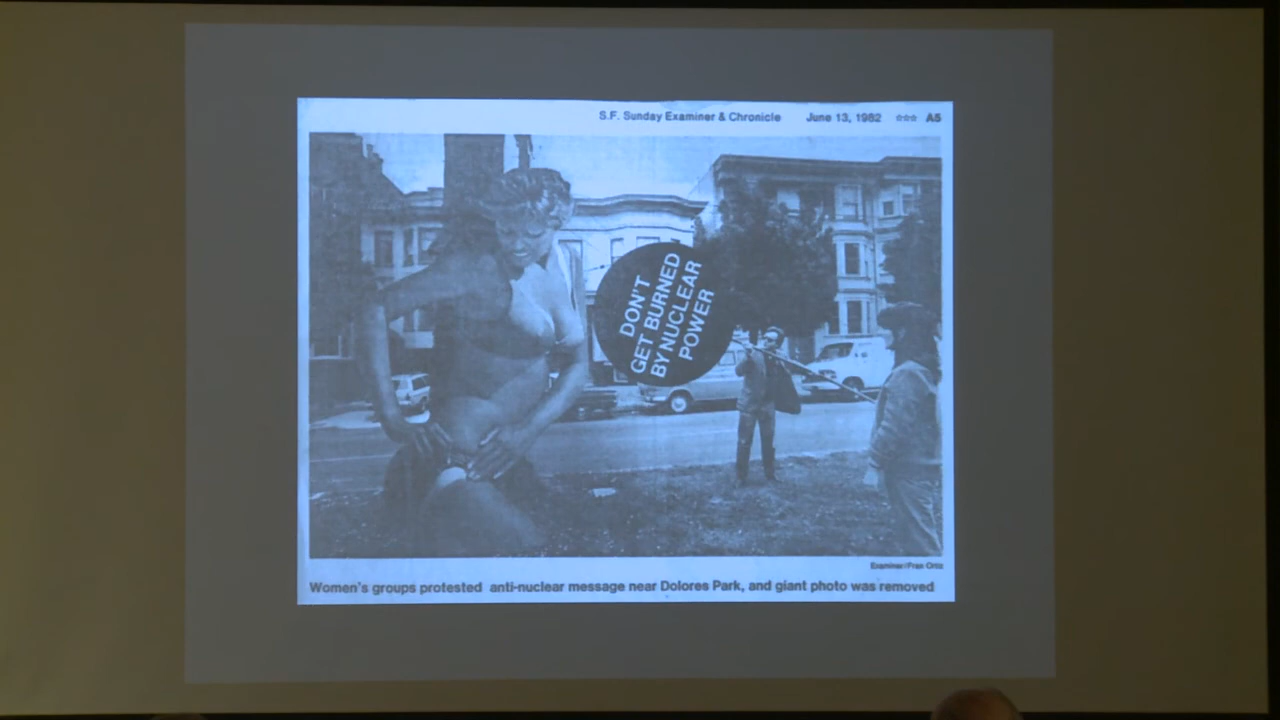 S.F. Sunday Examiner & Chronicle June 13, 1982 ☆☆☆ A5
DON'T
GET BURNED
BY NUCLEAR
POWER
Examiner/Fran Ortiz
Women's groups protested anti-nuclear message near Dolores Park, and giant photo was removed